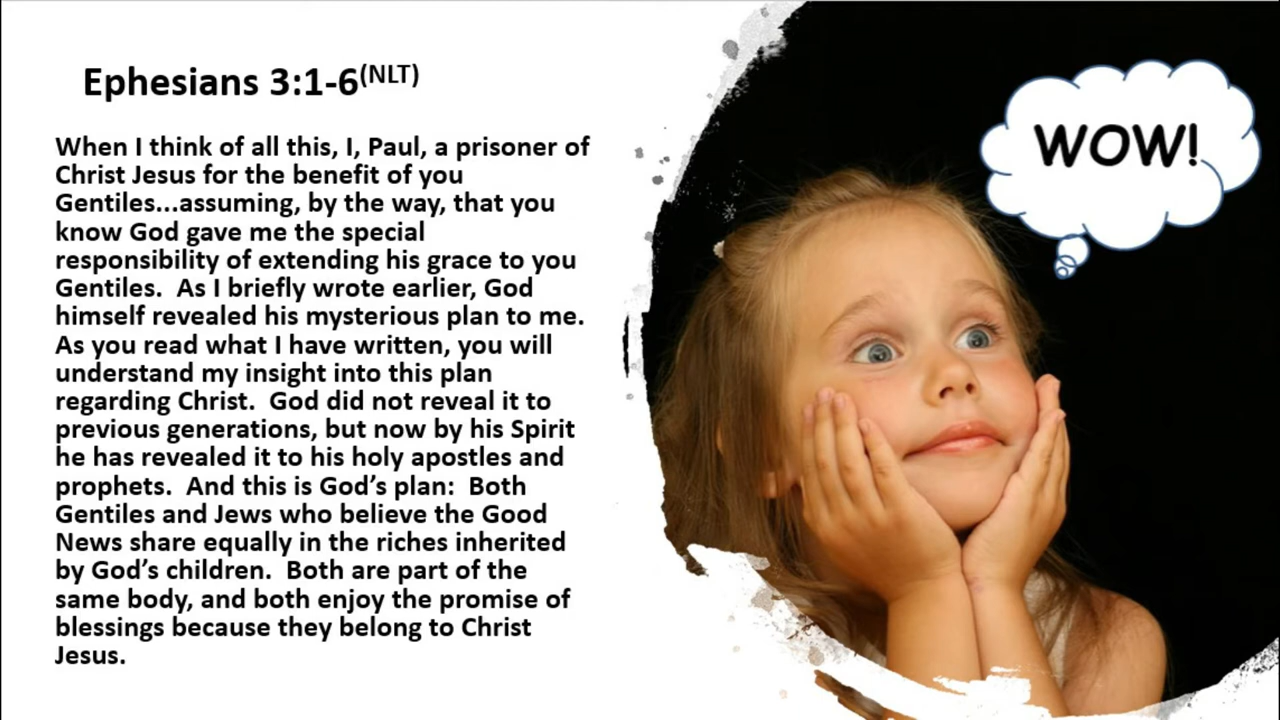 Ephesians 3:1-6(NLT)
When I think of all this, I, Paul, a prisoner of
Christ Jesus for the benefit of you
Gentiles...assuming, by the way, that you
know God gave me the special
responsibility of extending his grace to you
Gentiles.  As I briefly wrote earlier, God
himself revealed his mysterious plan to me.
As you read what I have written, you will
understand my insight into this plan
regarding Christ.  God did not reveal it to
previous generations, but now by his Spirit
he has revealed it to his holy apostles and
prophets.  And this is God’s plan:  Both
Gentiles and Jews who believe the Good
News share equally in the riches inherited
by God’s children.  Both are part of the
same body, and both enjoy the promise of
blessings because they belong to Christ
Jesus.
WOW!